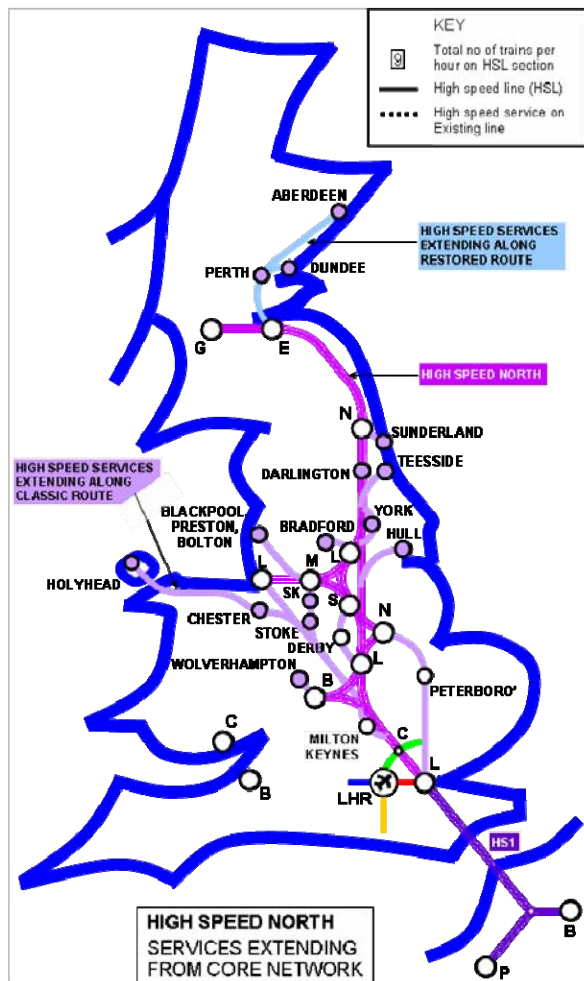 KEY
9
Total no of trains per
hour on HSL section
High speed line (HSL)
High speed service on
Existing line
ABERDEEN
HIGH SPEED SERVICES
EXTENDING ALONG
RESTORED ROUTE
PERTH
DUNDEE
G
E
HIGH SPEED NORTH
N
SUNDERLAND
TEESSIDE
DARLINGTON
HIGH SPEED SERVICES
EXTENDING ALONG
CLASSIC ROUTE
BLACKPOOL,
PRESTON,
BOLTON
BRADFORD
YORK
HULL
L
L
M
HOLYHEAD
SK
S
CHESTER
STOKE
N
DERBY
WOLVERHAMPTON
L
B
PETERBORO'
MILTON
KEYNES
C
C
L
LHR
B
HS1
B
P
HIGH SPEED NORTH
SERVICES EXTENDING
FROM CORE NETWORK